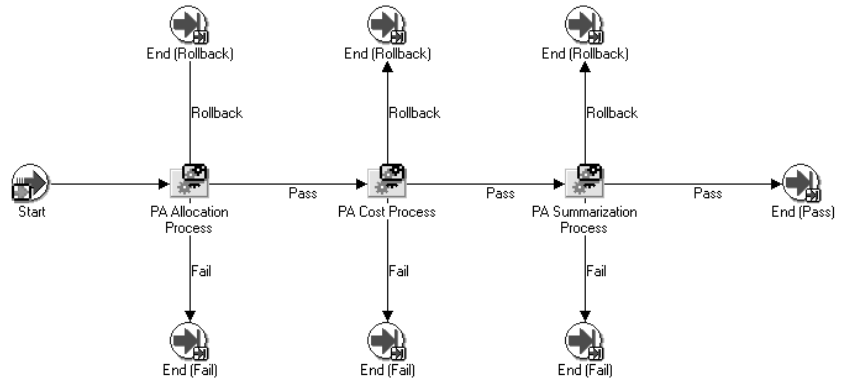 End (Rollback)
End (Rollback)
End (Rollback)
Rollback
Rollback
Rollback
Start
PA Allocation
Process
Pass
PA Cost Process
Pass
PA Summarization
Process
Pass
End (Pass)
Fail
Fail
Fail
End (Fail)
End (Fail)
End (Fail)